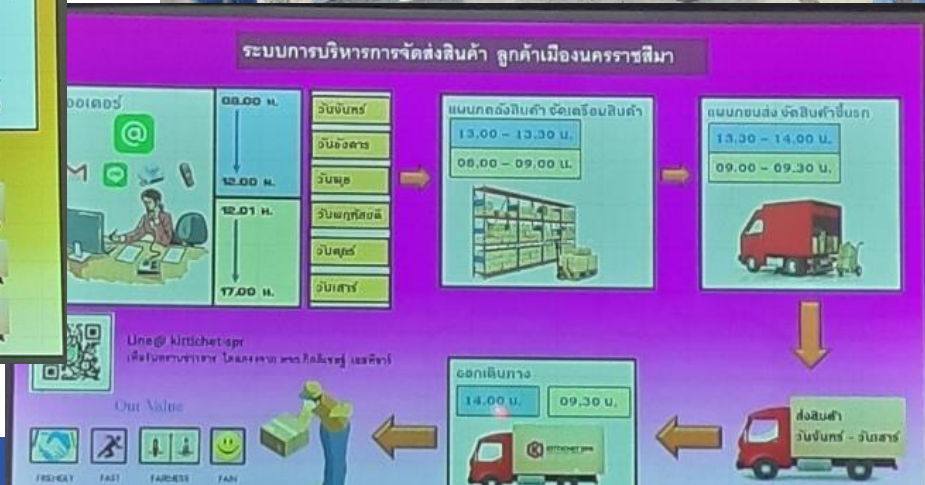 ระบบการบริหารการจัดส่งสินค้า ลูกค้าเมืองนครราชสีมา
ออเดอร์
08.00 น.
12.00 น.
12.01 น.
17.00 น.
วันจันทร์
วันอังคาร
วันพุธ
วันพฤหัสบดี
วันศุกร์
วันเสาร์
แผนกคลังสินค้า จัดเตรียมสินค้า
13.00 – 13.30 น.
08.00 – 09.00 น.
แผนกขนส่ง จัดสินค้าขึ้นรถ
13.30 – 14.00 น.
09.00 – 09.30 น.
Line@ kittichet-spr
Our Value
FRIENDLY
FAST
FAIRNESS
ออกเดินทาง
14.00 น.
09.30 น.
KITTICHET SPR
ส่งสินค้า
วันจันทร์ - วันเสาร์